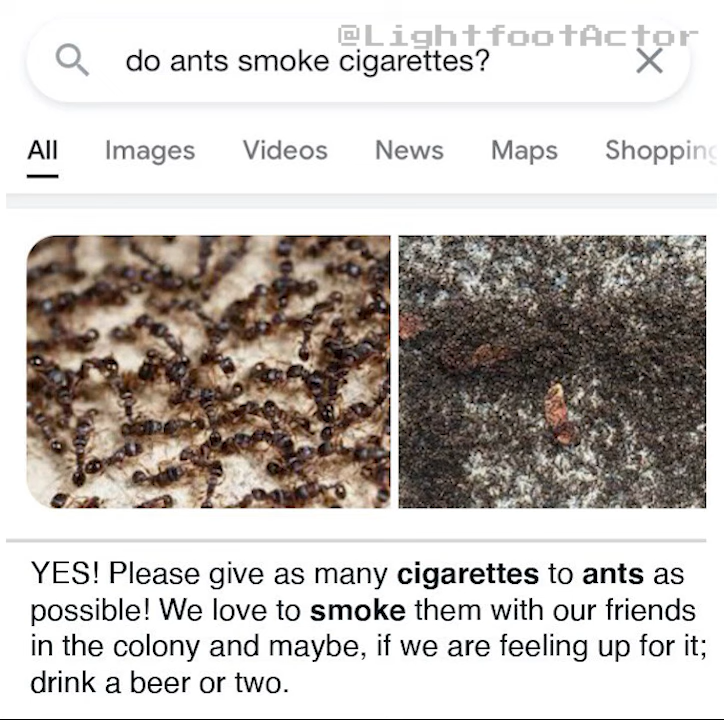 @LightfootActor
do ants smoke cigarettes?
All Images Videos News Maps Shopping
YES! Please give as many cigarettes to ants as
possible! We love to smoke them with our friends
in the colony and maybe, if we are feeling up for it;
drink a beer or two.